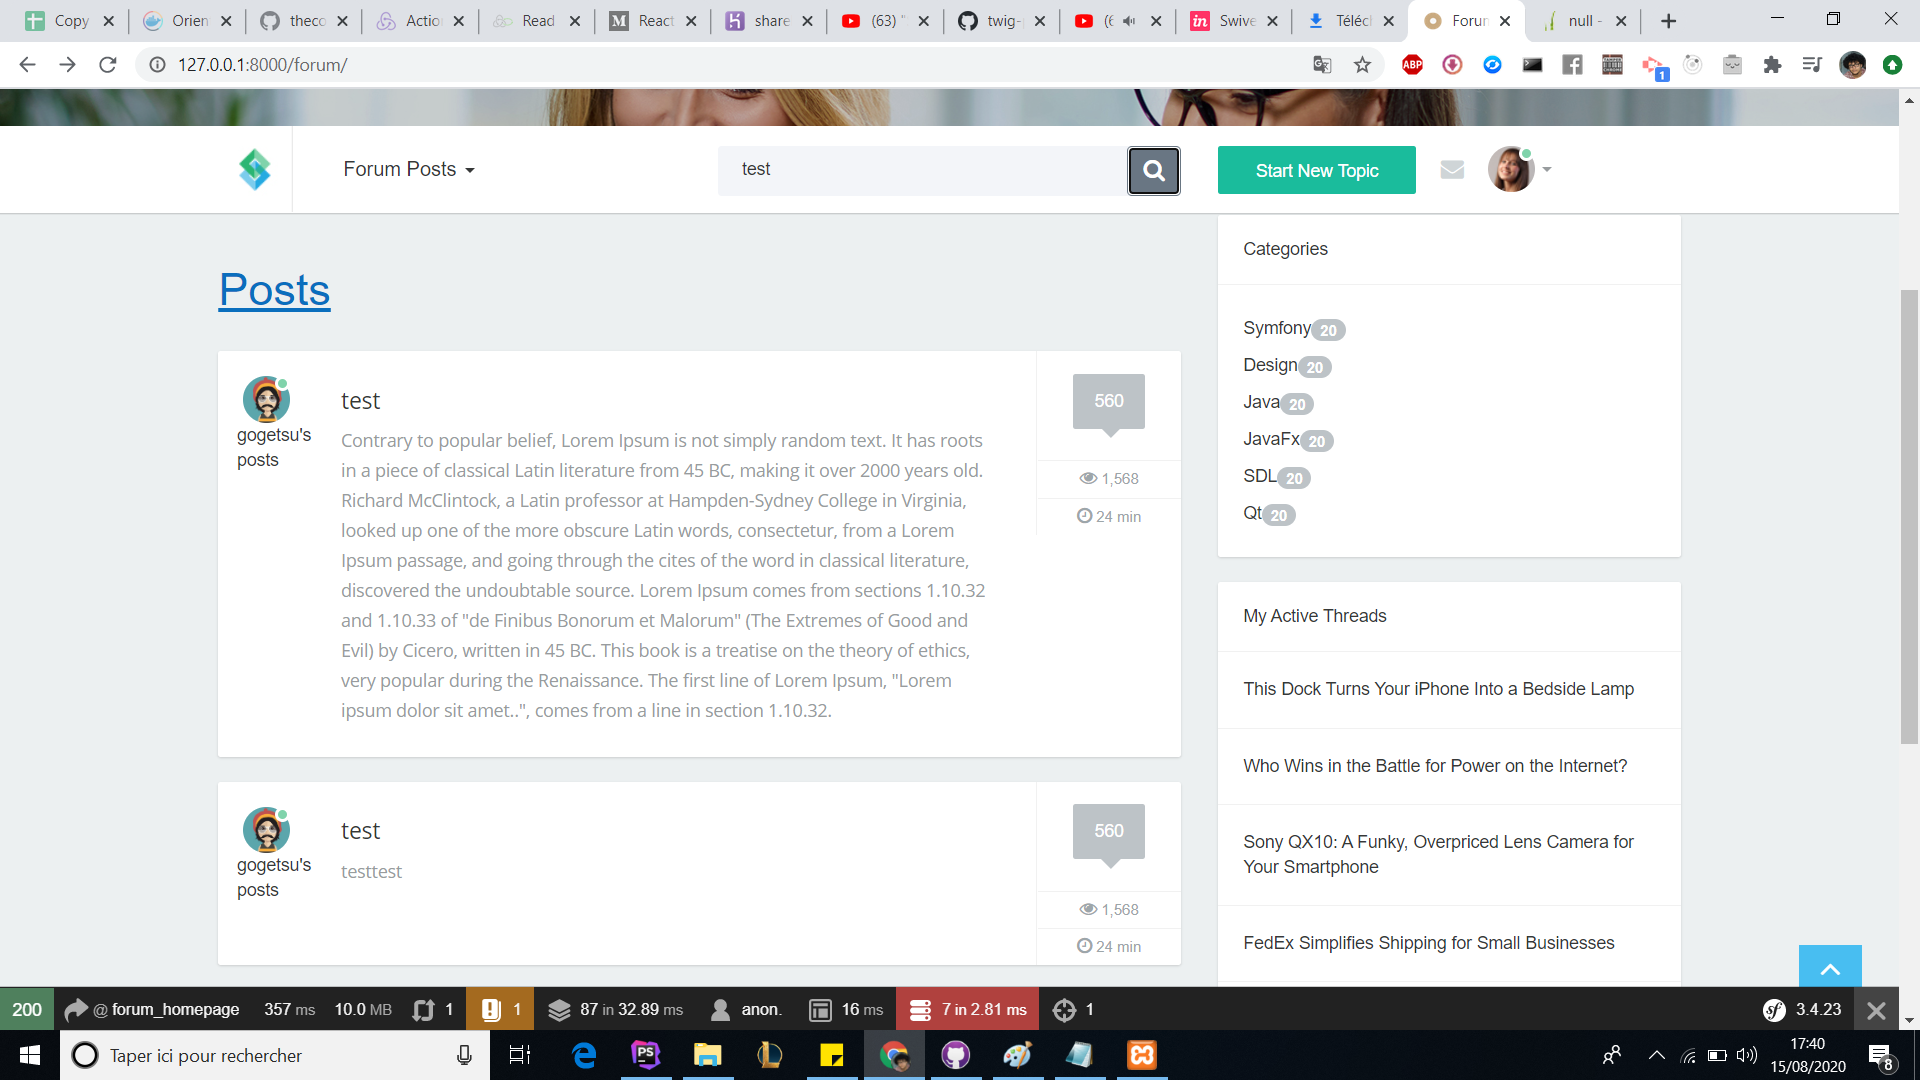 Copy
Orien
theco
Action
Read
React
share
(63) "
twig-
(6
Swive
Téléch
Forum
null -
127.0.0.1:8000/forum/
ABP
1
Forum Posts
test
Start New Topic
Posts
test
gogetsu's
posts
Contrary to popular belief, Lorem Ipsum is not simply random text. It has roots
in a piece of classical Latin literature from 45 BC, making it over 2000 years old.
Richard McClintock, a Latin professor at Hampden-Sydney College in Virginia,
looked up one of the more obscure Latin words, consectetur, from a Lorem
Ipsum passage, and going through the cites of the word in classical literature,
discovered the undoubtable source. Lorem Ipsum comes from sections 1.10.32
and 1.10.33 of "de Finibus Bonorum et Malorum" (The Extremes of Good and
Evil) by Cicero, written in 45 BC. This book is a treatise on the theory of ethics,
very popular during the Renaissance. The first line of Lorem Ipsum, "Lorem
ipsum dolor sit amet..", comes from a line in section 1.10.32.
560
1,568
24 min
test
gogetsu's
posts
testtest
560
1,568
24 min
Categories
Symfony 20
Design 20
Java 20
JavaFx 20
SDL 20
Qt 20
My Active Threads
This Dock Turns Your iPhone Into a Bedside Lamp
Who Wins in the Battle for Power on the Internet?
Sony QX10: A Funky, Overpriced Lens Camera for
Your Smartphone
FedEx Simplifies Shipping for Small Businesses
200 @ forum_homepage 357 ms 10.0 MB 1 1 87 in 32.89 ms anon. 16 ms 7 in 2.81 ms 1 sf 3.4.23
Taper ici pour rechercher
PS
17:40
15/08/2020
8